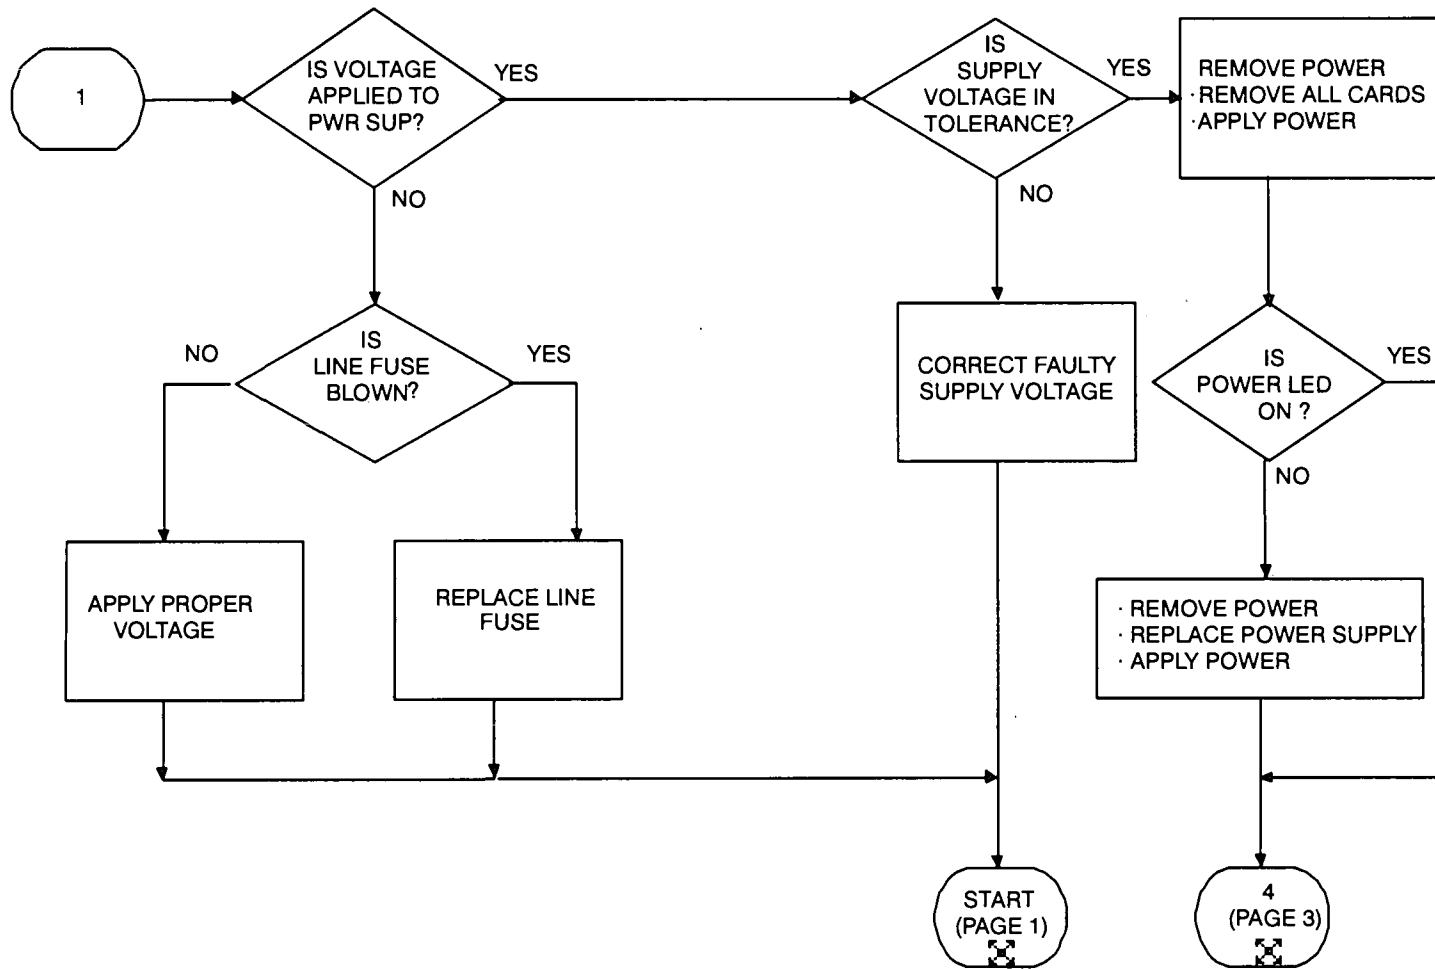 1
IS VOLTAGE
APPLIED TO
PWR SUP?
YES
NO
IS
SUPPLY
VOLTAGE IN
TOLERANCE?
YES
NO
REMOVE POWER
· REMOVE ALL CARDS
· APPLY POWER
IS
LINE FUSE
BLOWN?
NO
YES
CORRECT FAULTY
SUPPLY VOLTAGE
IS
POWER LED
ON ?
YES
NO
APPLY PROPER
VOLTAGE
REPLACE LINE
FUSE
· REMOVE POWER
· REPLACE POWER SUPPLY
· APPLY POWER
START
(PAGE 1)
4
(PAGE 3)